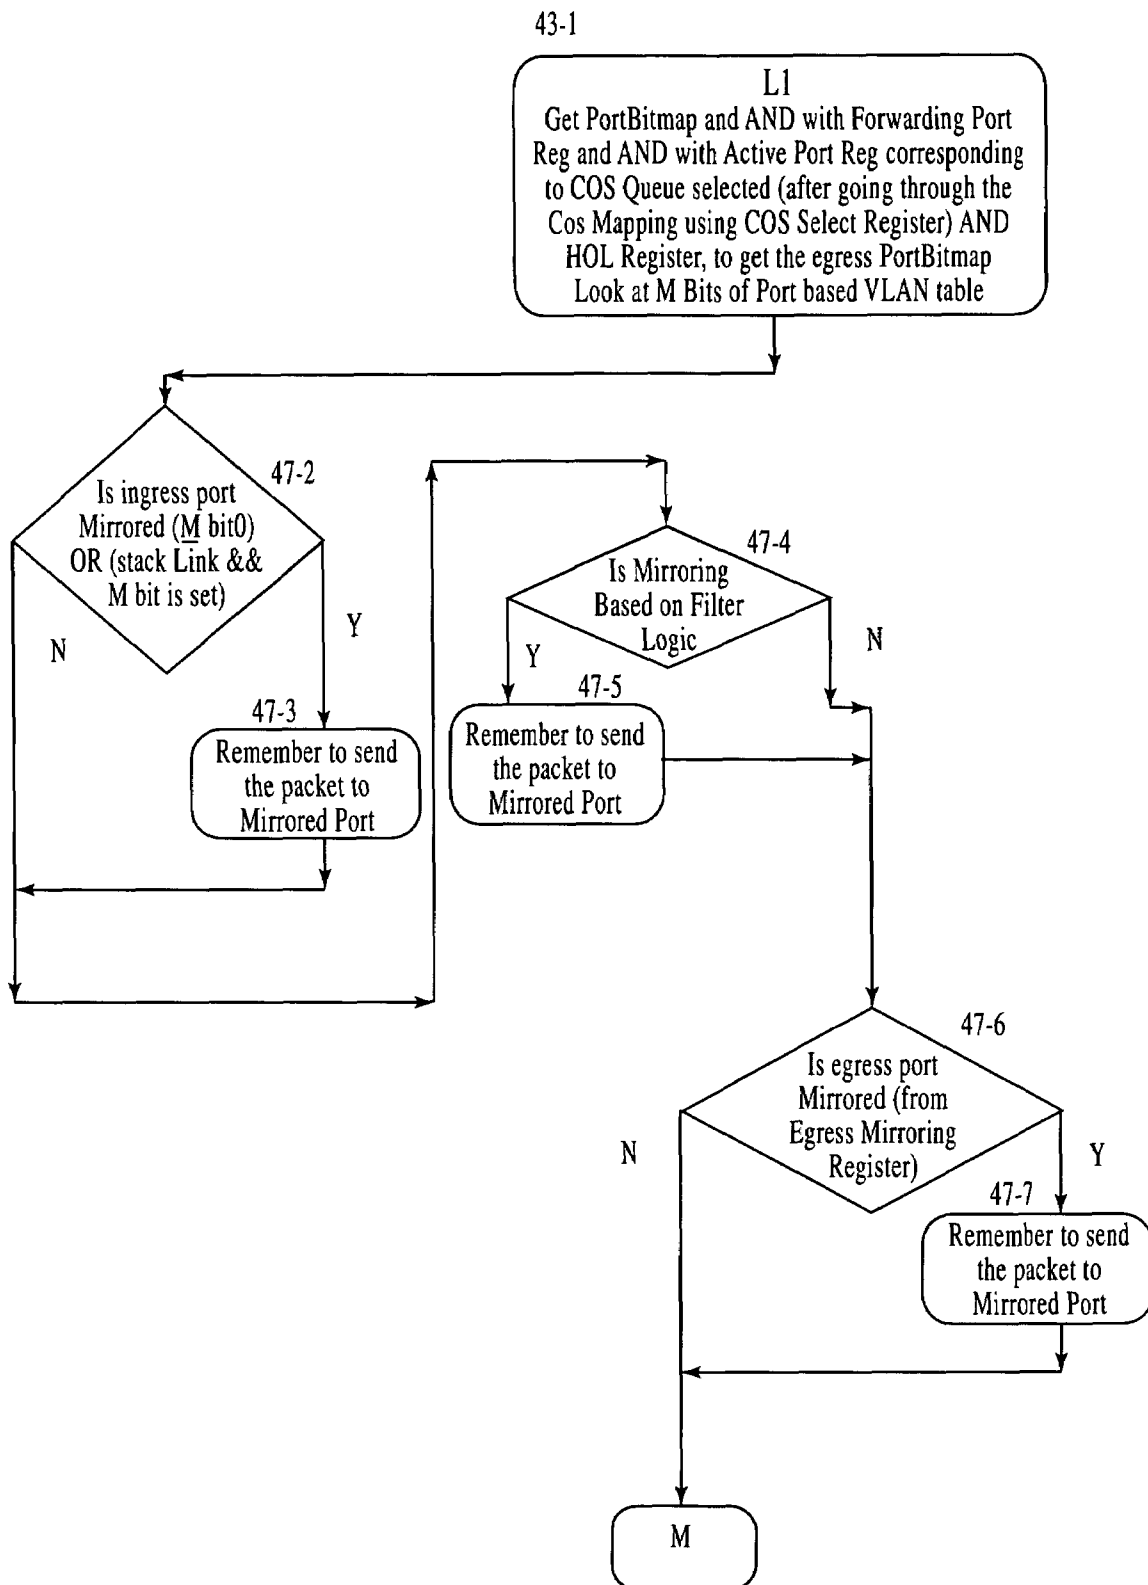 43-1
L1
Get PortBitmap and AND with Forwarding Port
Reg and AND with Active Port Reg corresponding
to COS Queue selected (after going through the
Cos Mapping using COS Select Register) AND
HOL Register, to get the egress PortBitmap
Look at M Bits of Port based VLAN table
47-2
Is ingress port
Mirrored (M bit0)
OR (stack Link &&
M bit is set)
N
Y
47-3
Remember to send
the packet to
Mirrored Port
47-4
Is Mirroring
Based on Filter
Logic
Y
N
47-5
Remember to send
the packet to
Mirrored Port
47-6
Is egress port
Mirrored (from
Egress Mirroring
Register)
N
Y
47-7
Remember to send
the packet to
Mirrored Port
M